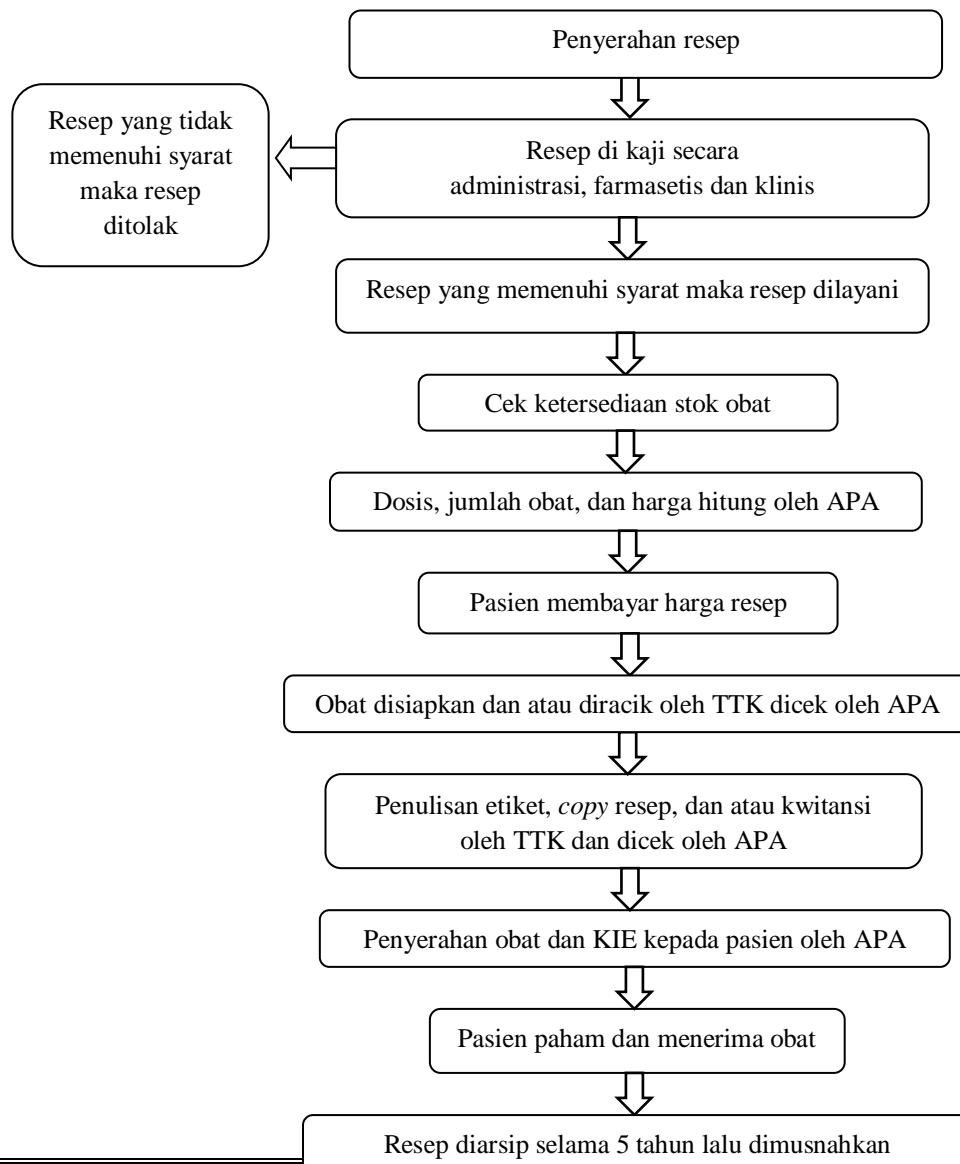 Penyerahan resep
Resep yang tidak
memenuhi syarat
maka resep
ditolak
Resep di kaji secara
administrasi, farmasetis dan klinis
Resep yang memenuhi syarat maka resep dilayani
Cek ketersediaan stok obat
Dosis, jumlah obat, dan harga hitung oleh APA
Pasien membayar harga resep
Obat disiapkan dan atau diracik oleh TTK dicek oleh APA
Penulisan etiket, copy resep, dan atau kwitansi
oleh TTK dan dicek oleh APA
Penyerahan obat dan KIE kepada pasien oleh APA
Pasien paham dan menerima obat
Resep diarsip selama 5 tahun lalu dimusnahkan